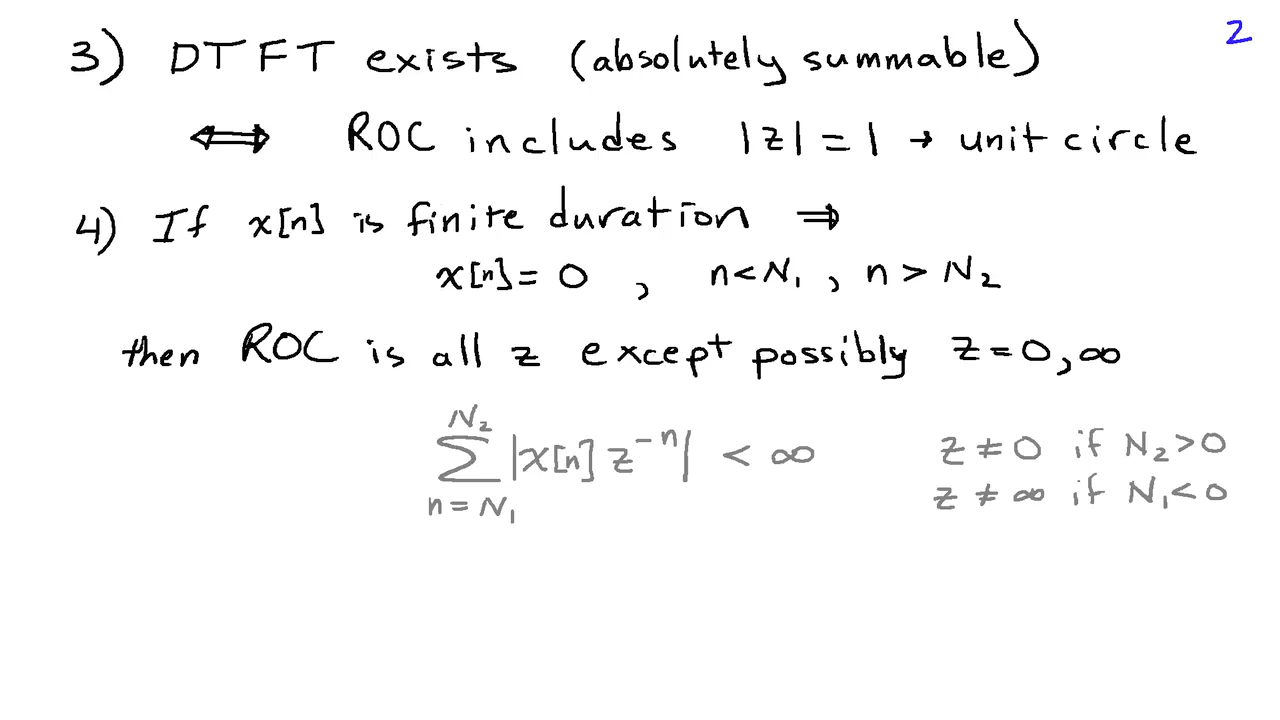 2
3) DTFT exists (absolutely summable)
⟺ ROC includes |z| = 1 → unit circle
4) If x[n] is finite duration ⇒
x[n] = 0 , n < N₁ , n > N₂
then ROC is all z except possibly z = 0, ∞
∑_{n=N₁}^{N₂} |x[n] z⁻ⁿ| < ∞ z ≠ 0 if N₂ > 0
z ≠ ∞ if N₁ < 0